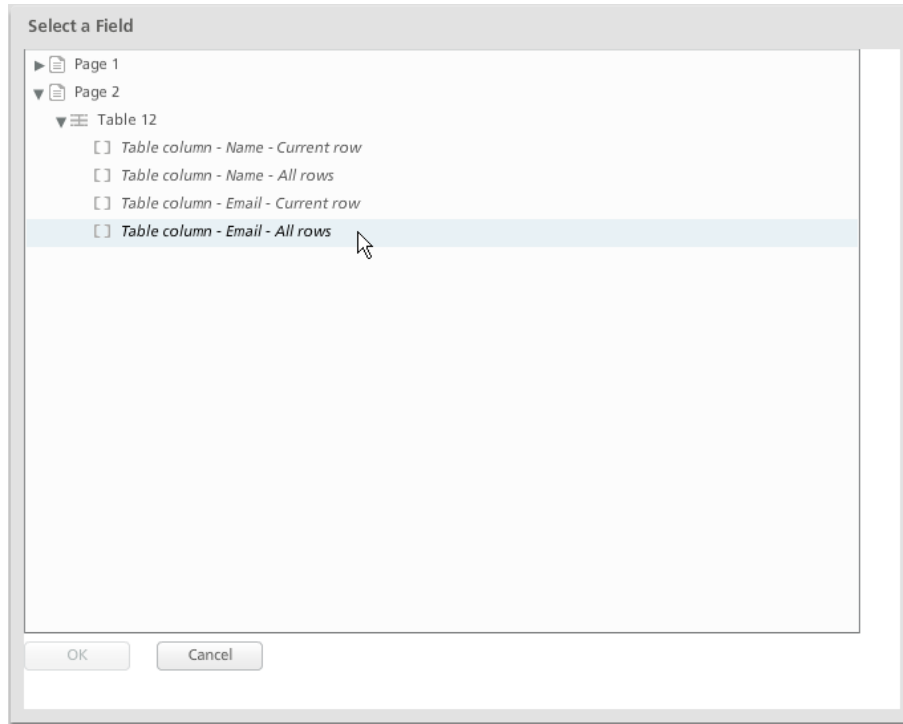 Select a Field
Page 1
Page 2
Table 12
Table column - Name - Current row
Table column - Name - All rows
Table column - Email - Current row
Table column - Email - All rows
OK
Cancel